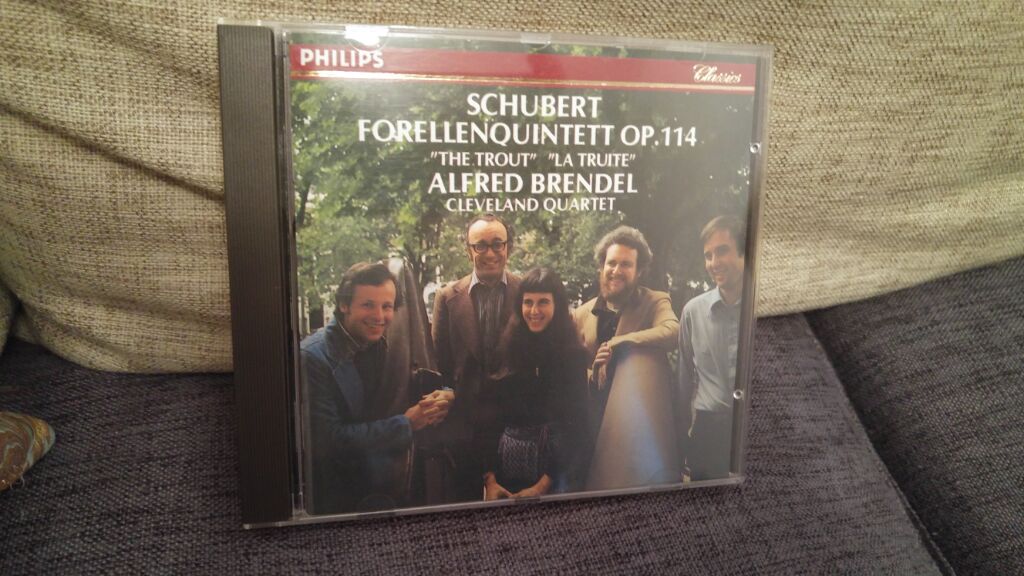 PHILIPS
Classics
SCHUBERT
FORELLENQUINTETT OP.114
"THE TROUT" "LA TRUITE"
ALFRED BRENDEL
CLEVELAND QUARTET